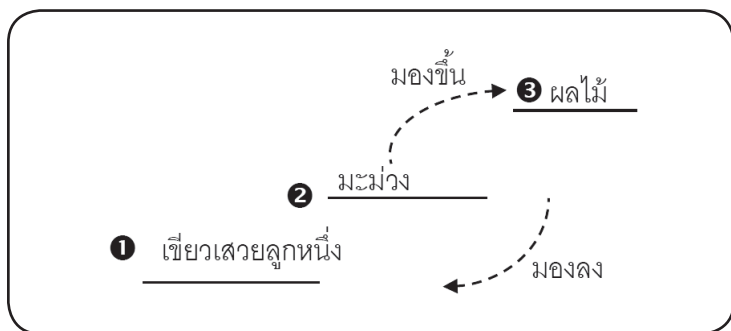 มองขึ้น
❸ ผลไม้
❷ มะม่วง
❶ เขียวเสวยลูกหนึ่ง
มองลง